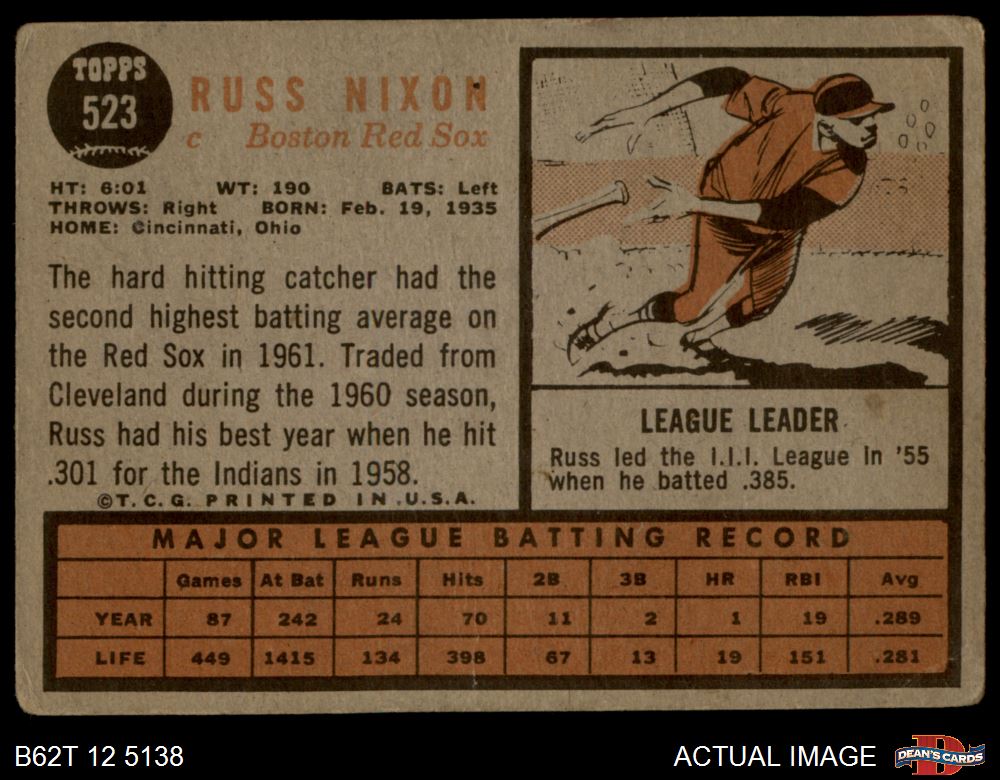 TOPPS
523
RUSS NIXON
c Boston Red Sox
HT: 6:01 WT: 190 BATS: Left
THROWS: Right BORN: Feb. 19, 1935
HOME: Cincinnati, Ohio
The hard hitting catcher had the
second highest batting average on
the Red Sox in 1961. Traded from
Cleveland during the 1960 season,
Russ had his best year when he hit
.301 for the Indians in 1958.
©T.C.G. PRINTED IN U.S.A.
LEAGUE LEADER
Russ led the I.I.I. League in '55
when he batted .385.
MAJOR LEAGUE BATTING RECORD
Games At Bat Runs Hits 2B 3B HR RBI Avg
YEAR 87 242 24 70 11 2 1 19 .289
LIFE 449 1415 134 398 67 13 19 151 .281
B62T 12 5138
ACTUAL IMAGE
D
DEAN'S CARDS